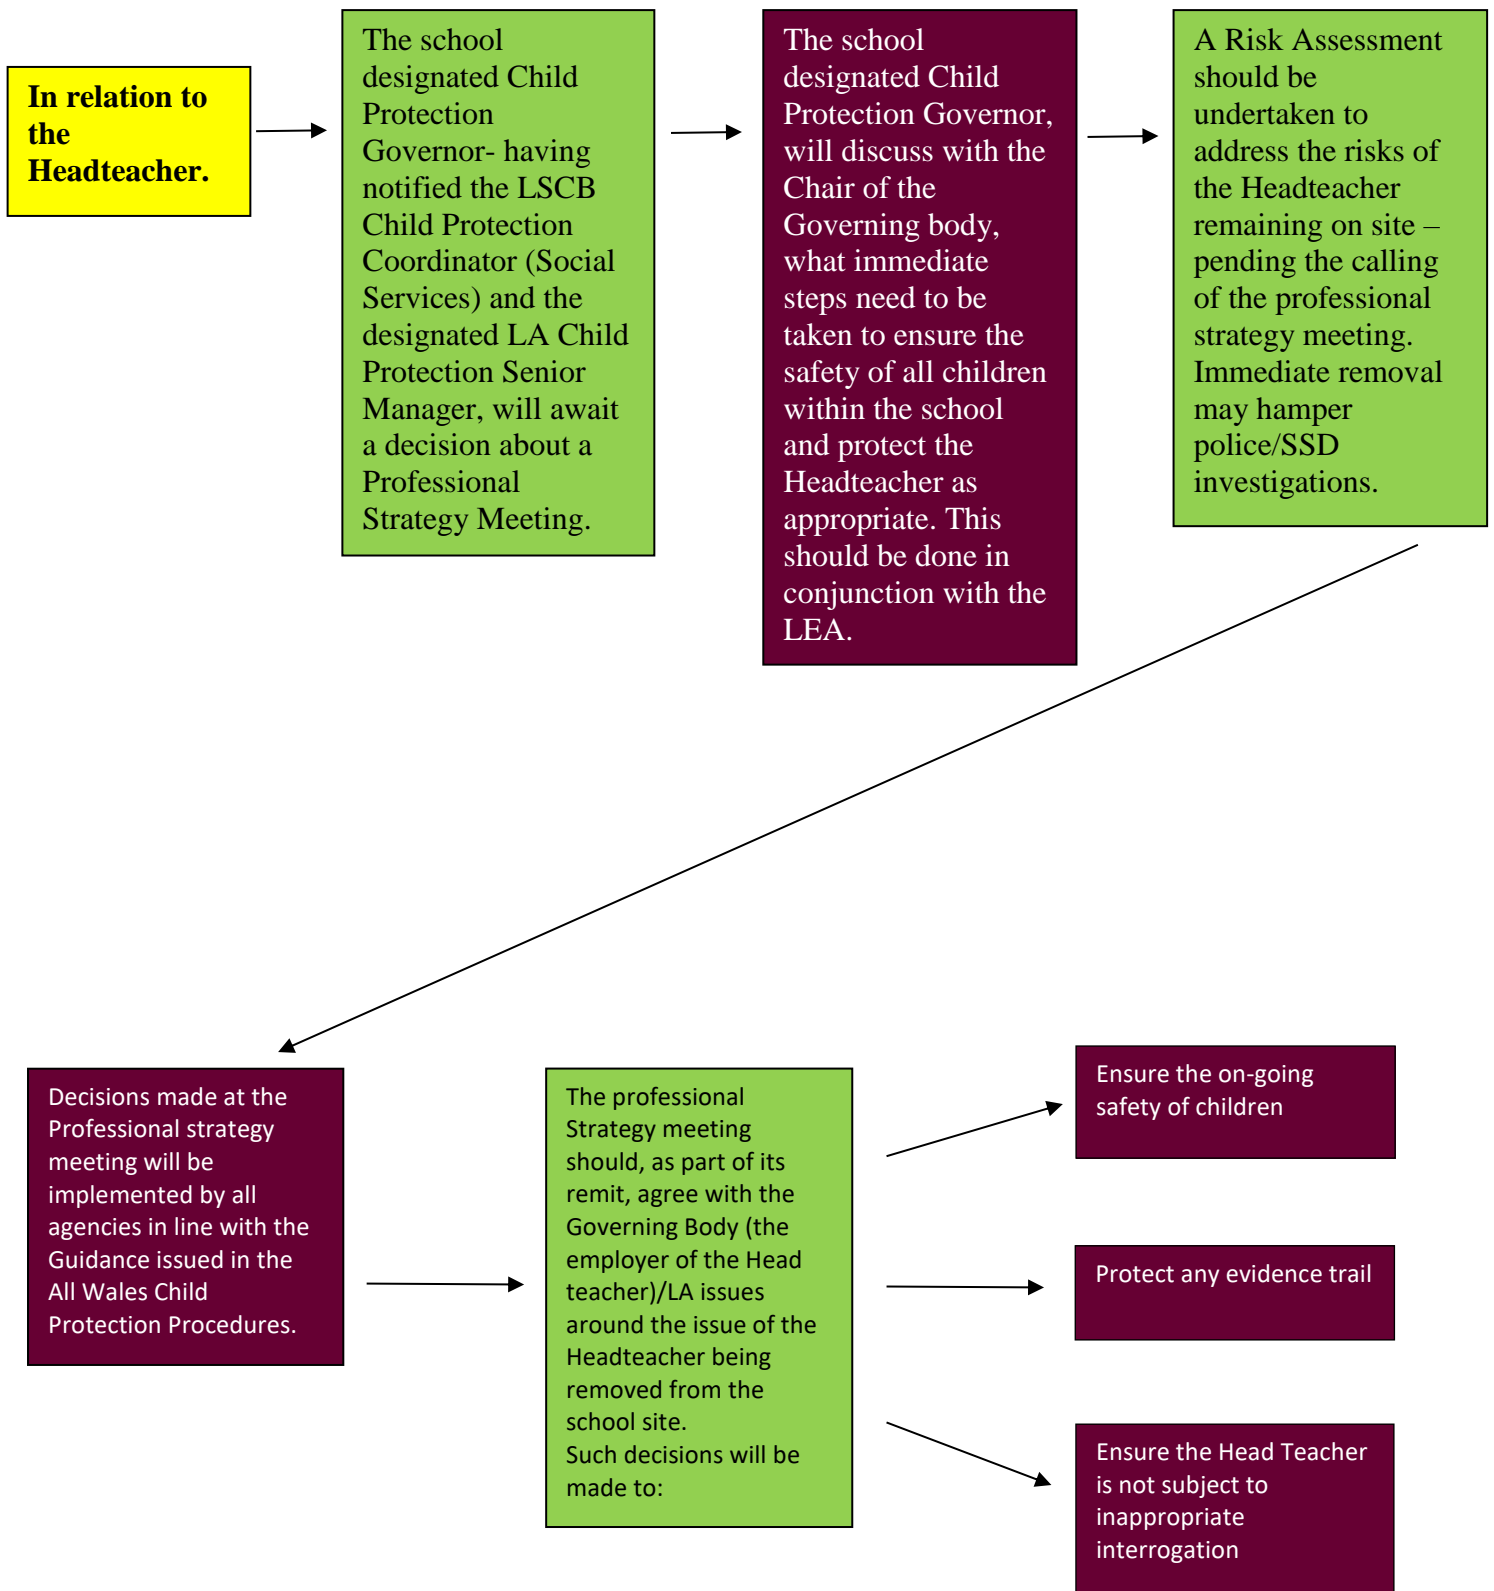 In relation to
the
Headteacher.
The school
designated Child
Protection
Governor- having
notified the LSCB
Child Protection
Coordinator (Social
Services) and the
designated LA Child
Protection Senior
Manager, will await
a decision about a
Professional
Strategy Meeting.
The school
designated Child
Protection Governor,
will discuss with the
Chair of the
Governing body,
what immediate
steps need to be
taken to ensure the
safety of all children
within the school
and protect the
Headteacher as
appropriate. This
should be done in
conjunction with the
LEA.
A Risk Assessment
should be
undertaken to
address the risks of
the Headteacher
remaining on site –
pending the calling
of the professional
strategy meeting.
Immediate removal
may hamper
police/SSD
investigations.
Decisions made at the
Professional strategy
meeting will be
implemented by all
agencies in line with the
Guidance issued in the
All Wales Child
Protection Procedures.
The professional
Strategy meeting
should, as part of its
remit, agree with the
Governing Body (the
employer of the Head
teacher)/LA issues
around the issue of the
Headteacher being
removed from the
school site.
Such decisions will be
made to:
Ensure the on-going
safety of children
Protect any evidence trail
Ensure the Head Teacher
is not subject to
inappropriate
interrogation